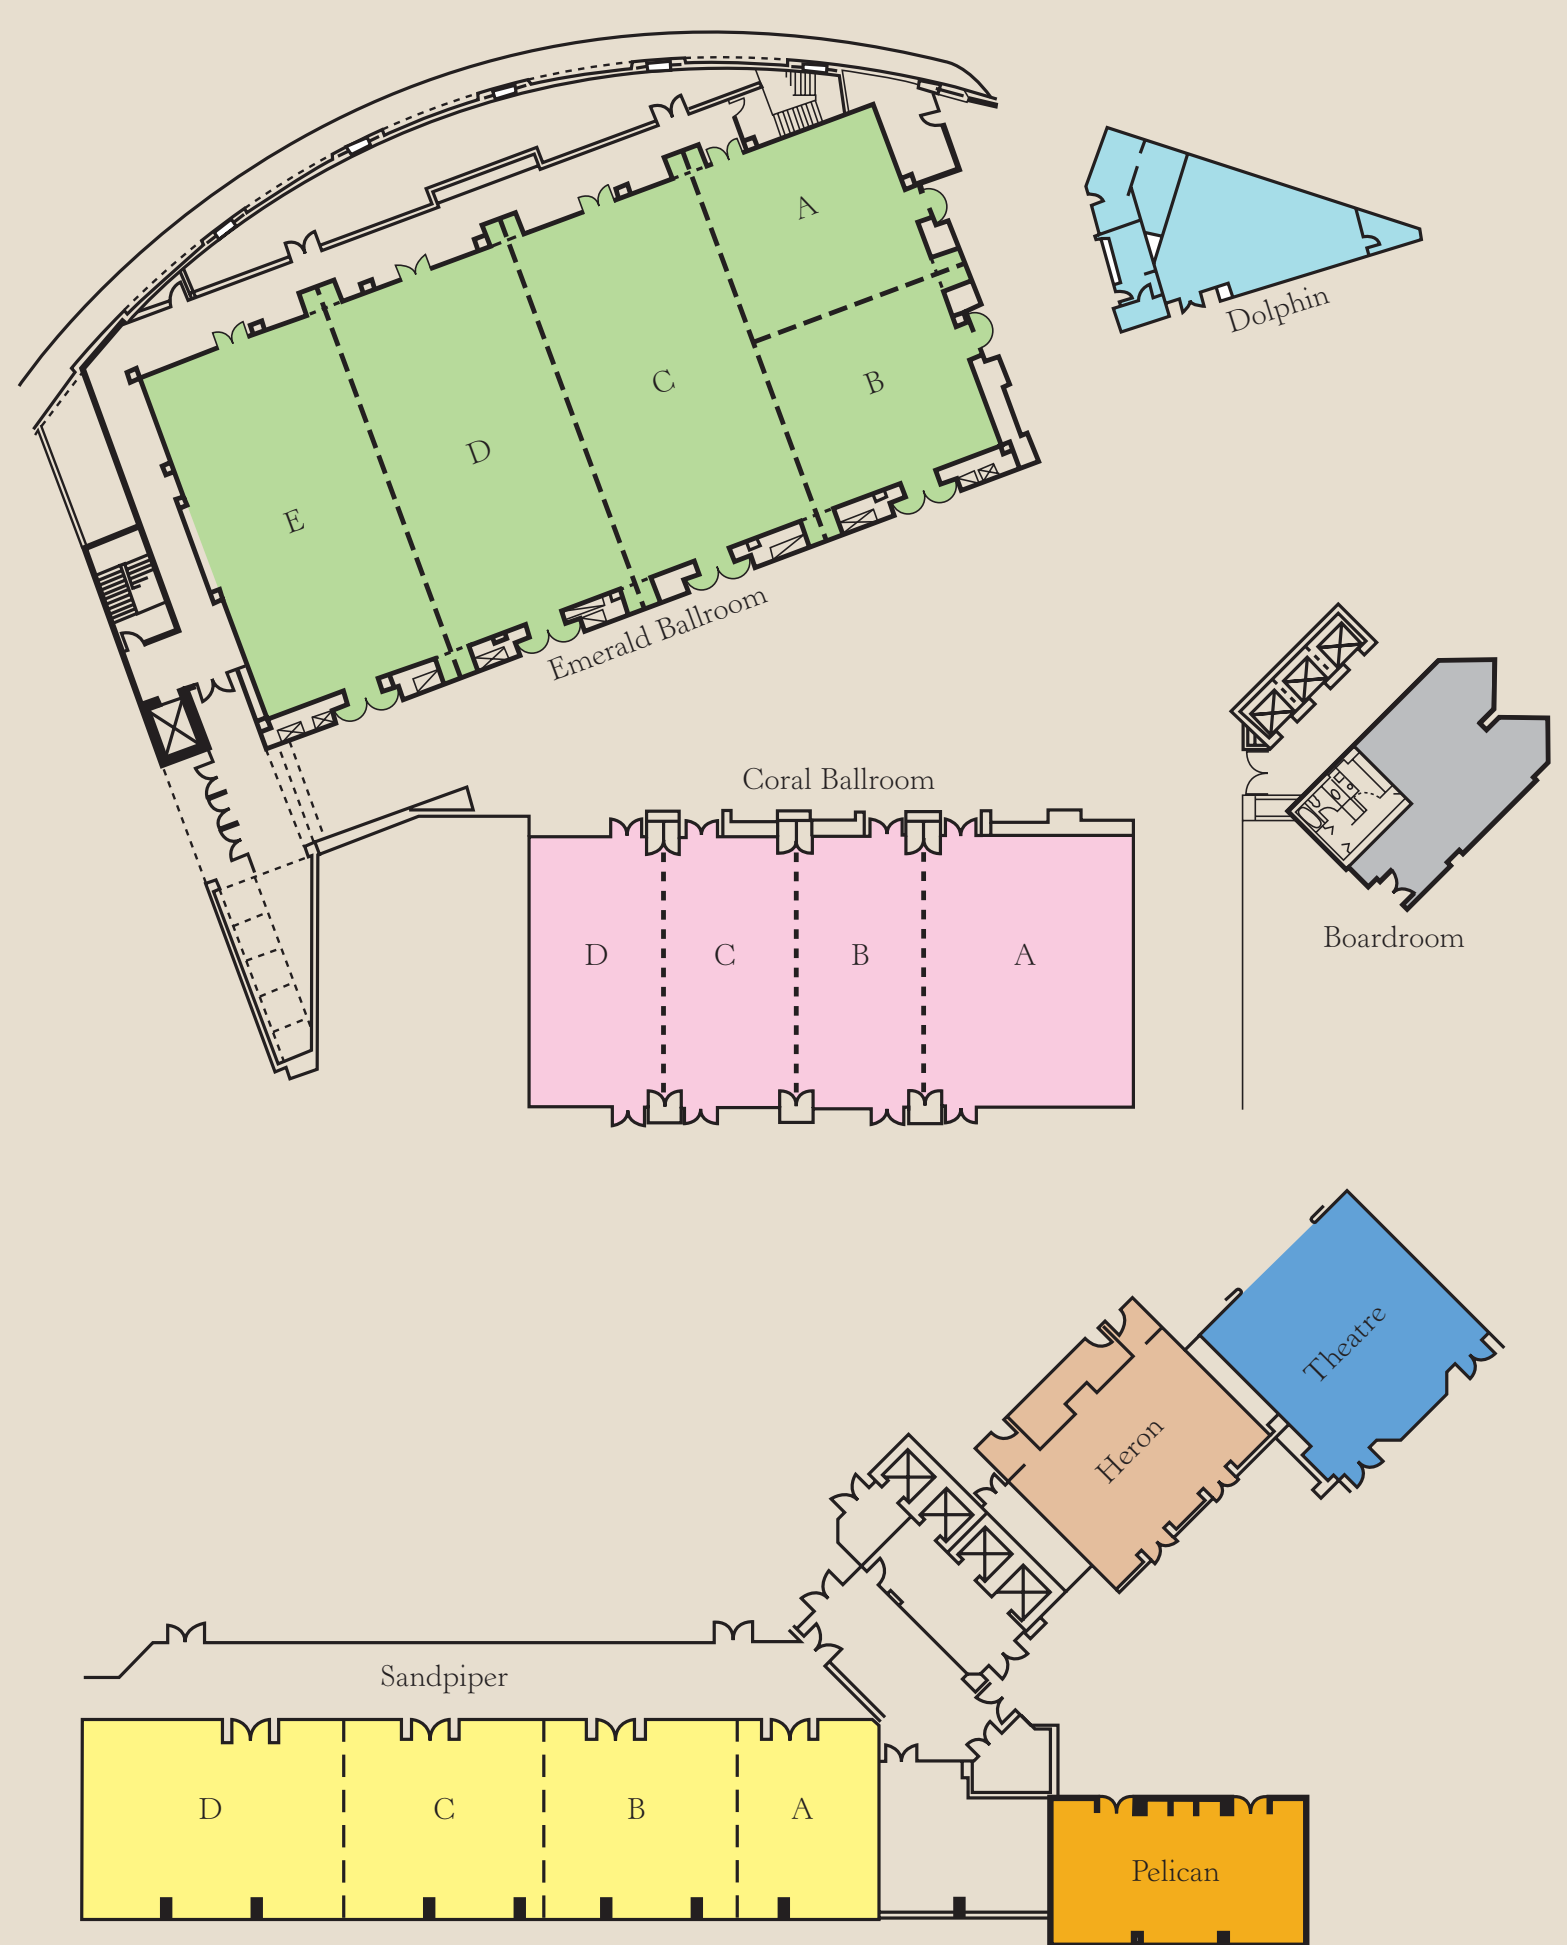 A
B
C
D
E
Emerald Ballroom
Dolphin
Coral Ballroom
D
C
B
A
Boardroom
Theatre
Heron
Sandpiper
D
C
B
A
Pelican